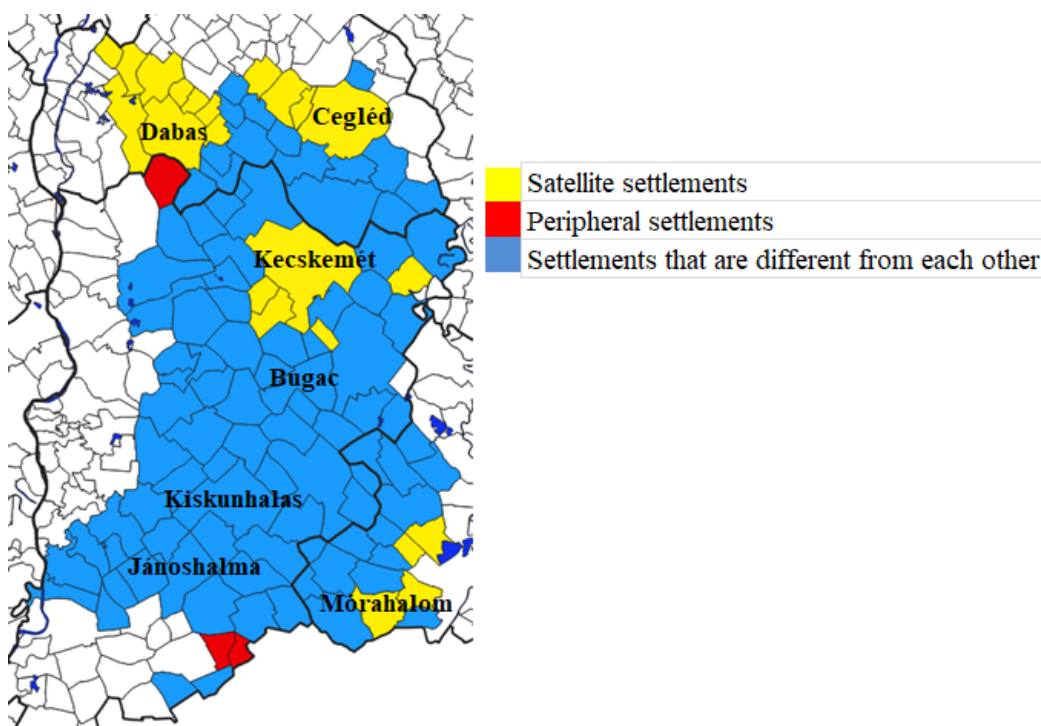 Dabas
Cegléd
Kecskemét
Bugac
Kiskunhalas
Jánoshalma
Mórahalom
Satellite settlements
Peripheral settlements
Settlements that are different from each other